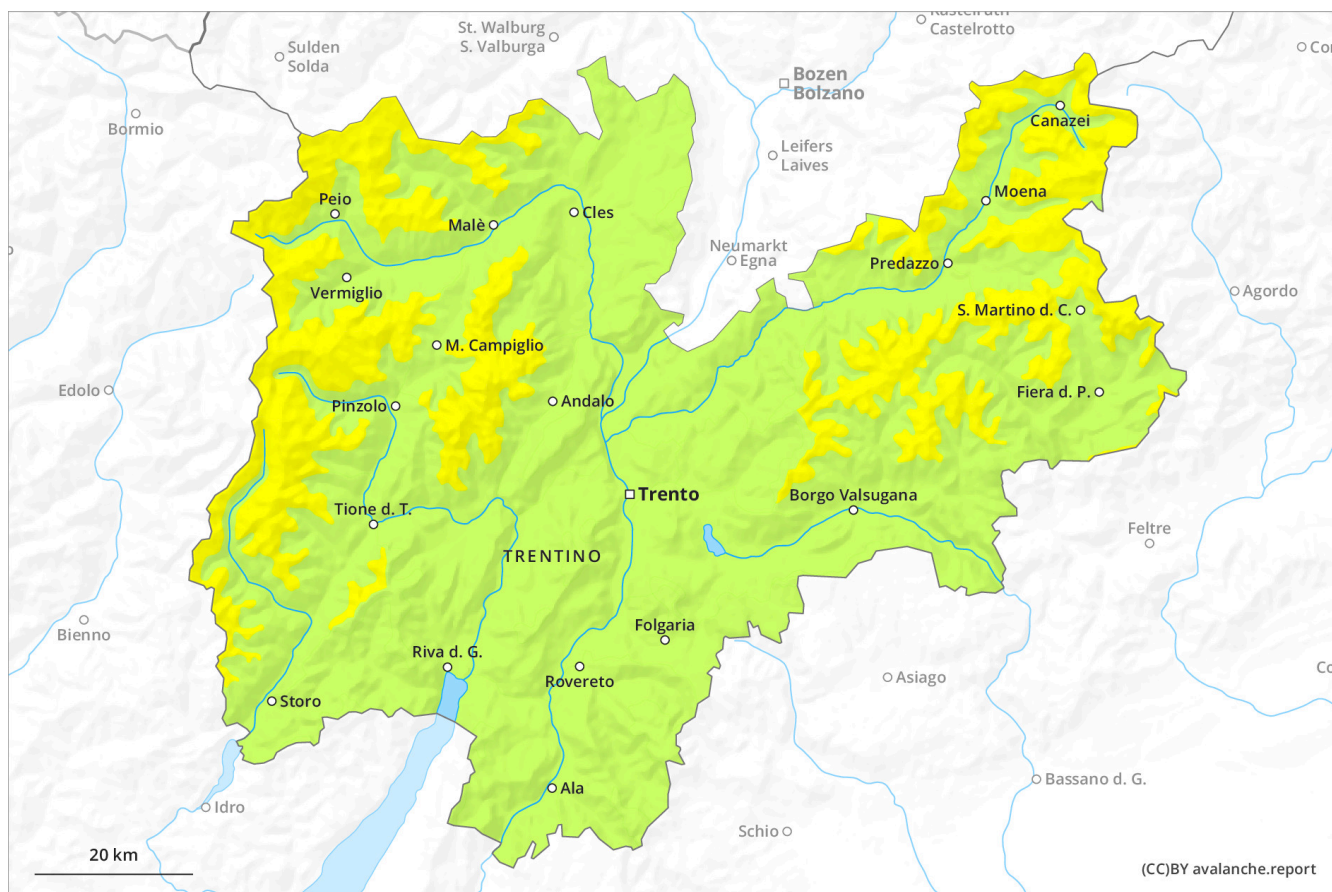 St. Walburg
S. Valburga
Castelrotto
Sulden
Solda
Bozen
Bolzano
Bormio
Canazei
Leifers
Laives
Peio
Malè
Cles
Moena
Neumarkt
Egna
Predazzo
Vermiglio
Agordo
S. Martino d. C.
M. Campiglio
Edolo
Pinzolo
Andalo
Fiera d. P.
Trento
Borgo Valsugana
Tione d. T.
Feltre
TRENTINO
Bienno
Folgaria
Riva d. G.
Rovereto
Asiago
Storo
Bassano d. G.
Ala
Idro
Schio
20 km
(CC)BY avalanche.report